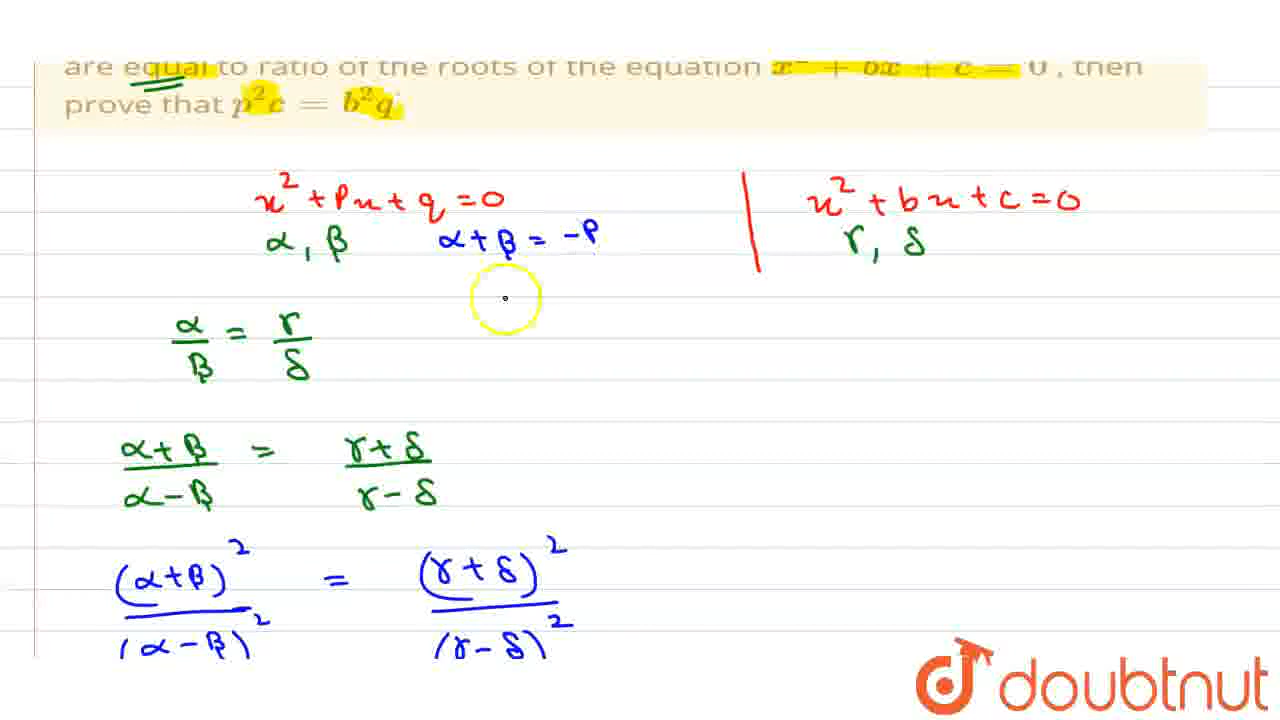 are equal to ratio of the roots of the equation x² + bx + c = 0 , then
prove that p²c = b²q
x² + Px + q = 0
x² + bx + c = 0
α, β
α + β = -P
γ, δ
α/β = γ/δ
α+β/α-β = γ+δ/γ-δ
(α+β)²/(α-β)² = (γ+δ)²/(γ-δ)²
doubtnut